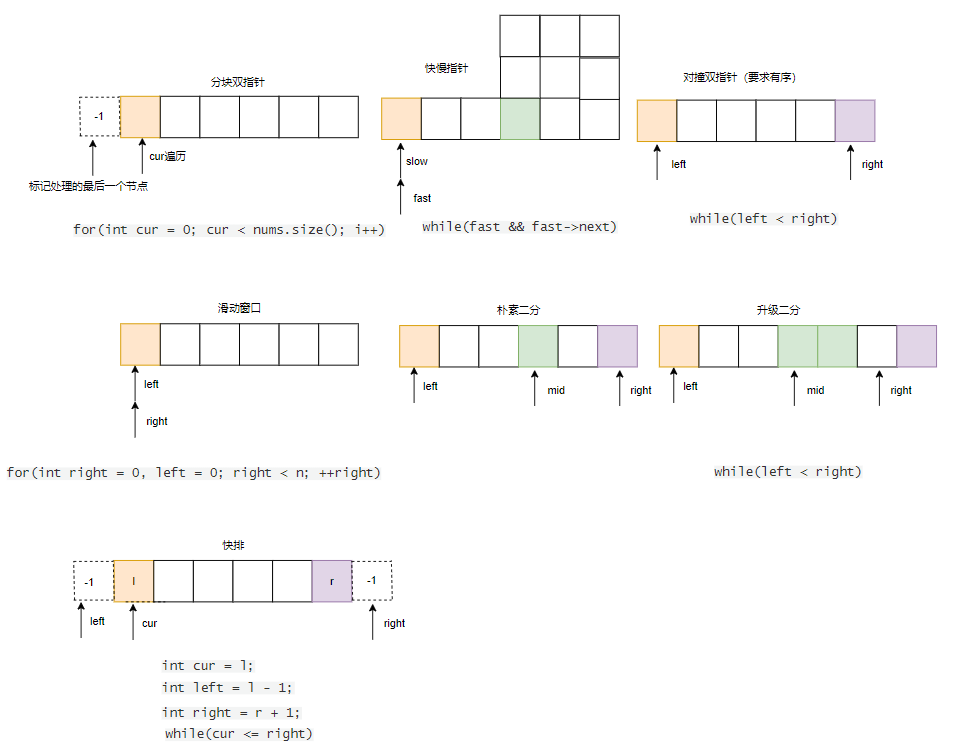 分块双指针
-1
cur遍历
标记处理的最后一个节点
for(int cur = 0; cur < nums.size(); i++)
快慢指针
slow
fast
while(fast && fast->next)
对撞双指针（要求有序）
left
right
while(left < right)
滑动窗口
left
right
for(int right = 0, left = 0; right < n; ++right)
朴素二分
left
mid
right
升级二分
left
mid
right
while(left < right)
快排
-1
l
r
-1
left
cur
right
int cur = l;
int left = l - 1;
int right = r + 1;
while(cur <= right)